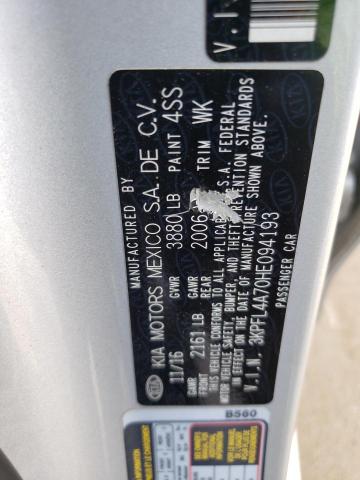 MANUFACTURED BY
KIA MOTORS MEXICO S.A. DE C.V.
11/16 GVWR 3880 LB PAINT 4SS
GAWR FRONT 2161 LB GAWR REAR 2006 TRIM WK
THIS VEHICLE CONFORMS TO ALL APPLICABLE U.S.A. FEDERAL
MOTOR VEHICLE SAFETY, BUMPER, AND THEFT PREVENTION STANDARDS
IN EFFECT ON THE DATE OF MANUFACTURE SHOWN ABOVE.
V.I.N. 3KPFL4A70HE094193
PASSENGER CAR
KIA
B560